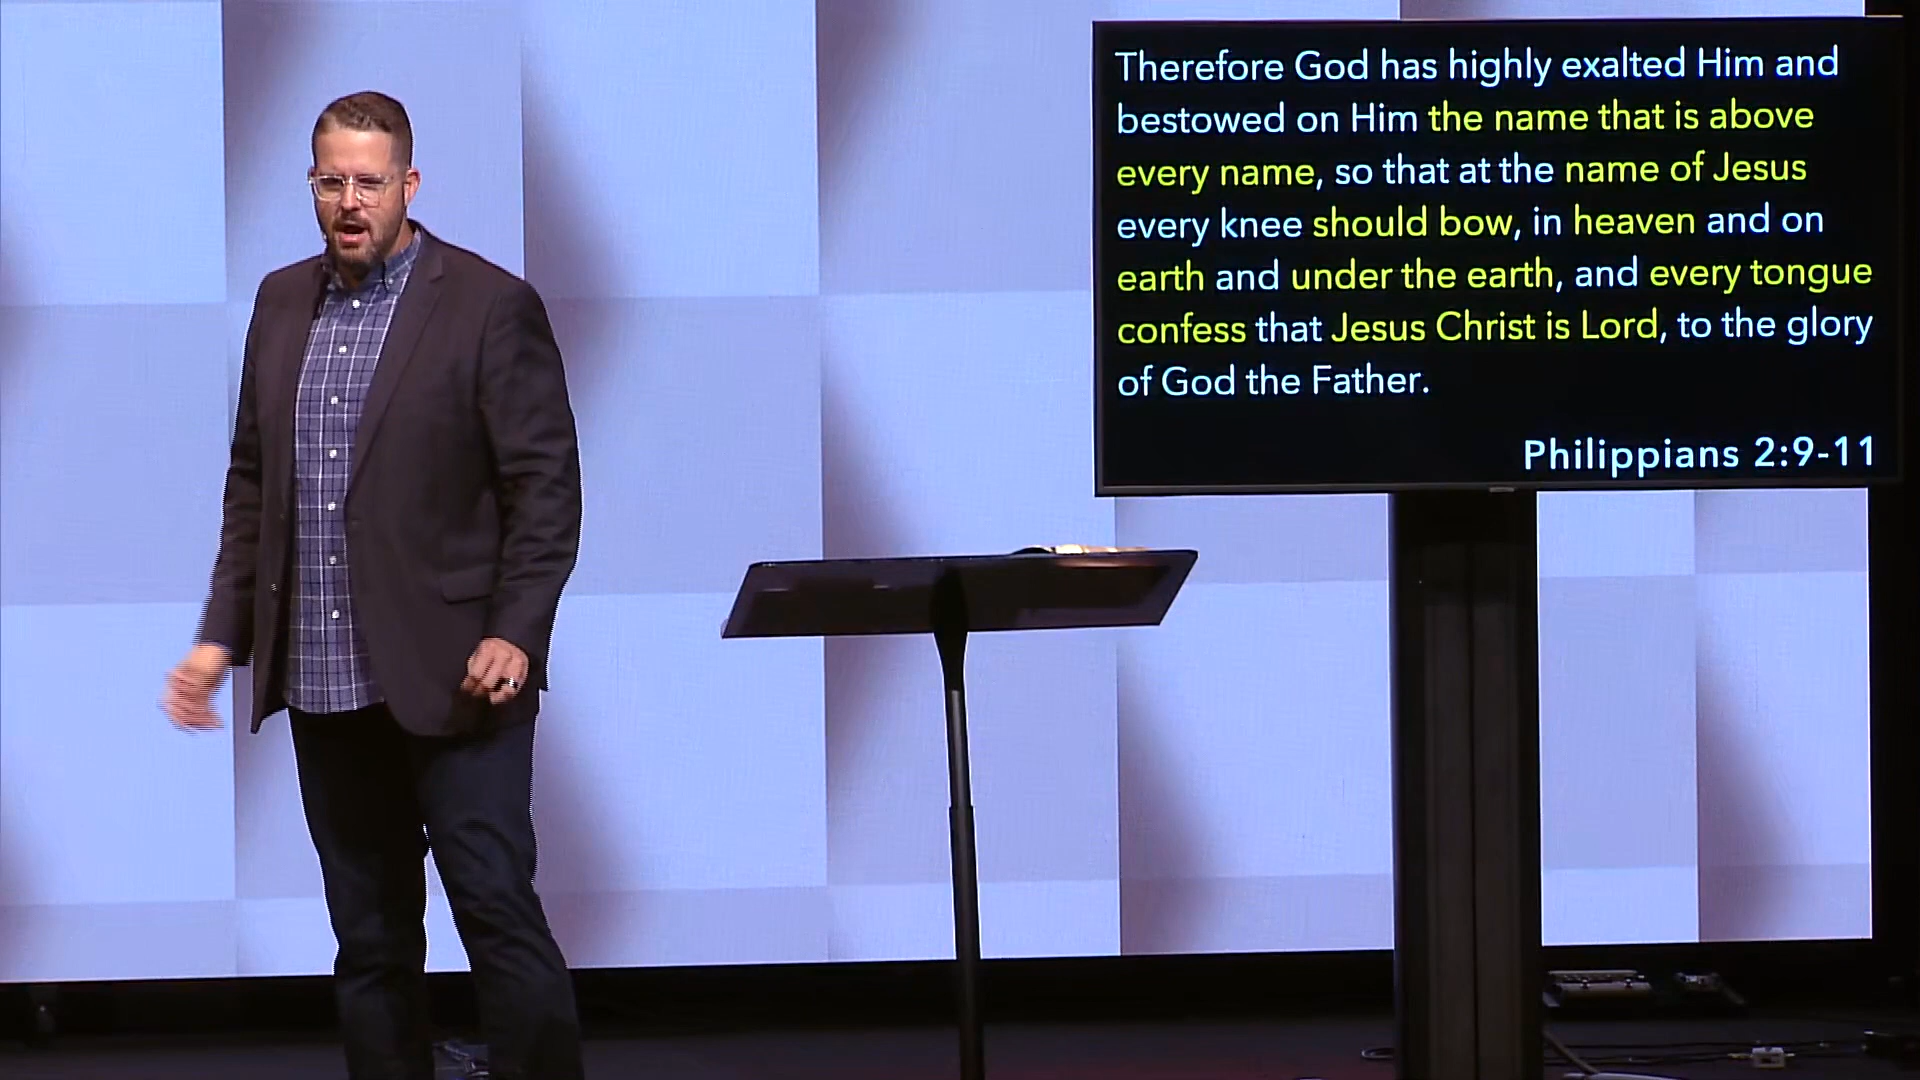 Therefore God has highly exalted Him and
bestowed on Him the name that is above
every name, so that at the name of Jesus
every knee should bow, in heaven and on
earth and under the earth, and every tongue
confess that Jesus Christ is Lord, to the glory
of God the Father.
Philippians 2:9-11